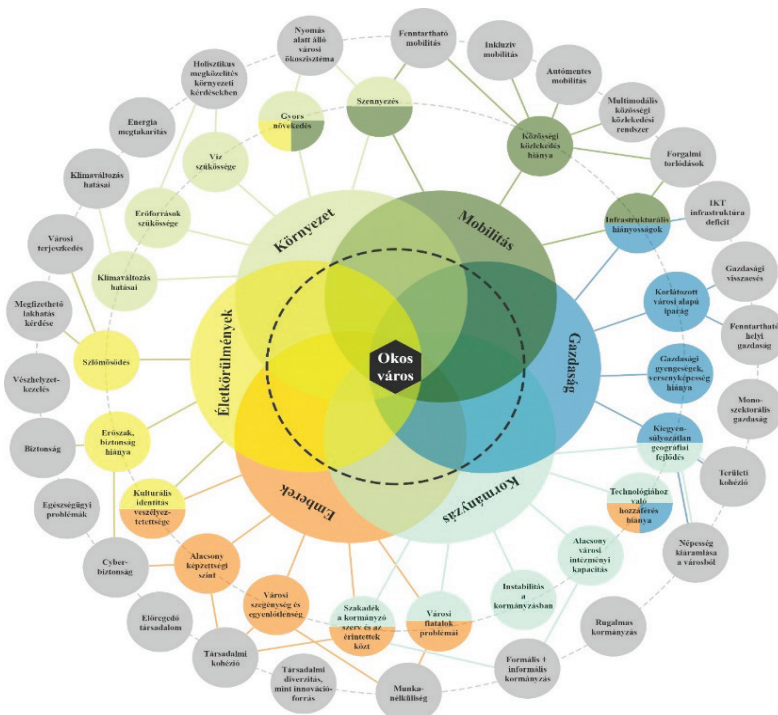 Nyomás
alatt álló
városi
ökoszisztéma
Fenntartható
mobilitás
Inkluzív
mobilitás
Autómentes
mobilitás
Multimodális
közösségi
közlekedési
rendszer
Forgalmi
torlódások
IKT
infrastruktúra
deficit
Gazdasági
visszaesés
Fenntartható
helyi
gazdaság
Mono-
szektorális
gazdaság
Területi
kohézió
Népesség
kiáramlása
a városból
Rugalmas
kormányzás
Formális +
informális
kormányzás
Munka-
nélküliség
Társadalmi
diverzitás,
mint innováció-
forrás
Társadalmi
kohézió
Elöregedő
társadalom
Cyber-
biztonság
Egészségügyi
problémák
Biztonság
Vészhelyzet-
kezelés
Megfizethető
lakhatás
kérdése
Városi
terjeszkedés
Klímaváltozás
hatásai
Energia
megtakarítás
Holisztikus
megközelítés
környezeti
kérdésekben
Gyors
növekedés
Szennyezés
Közösségi
közlekedés
hiánya
Infrastrukturális
hiányosságok
Korlátozott
városi alapú
iparág
Gazdasági
gyengeségek,
versenyképesség
hiánya
Kiegyen-
súlyozatlan
geográfiai
fejlődés
Technológiához
való
hozzáférés
hiánya
Alacsony
városi
intézményi
kapacitás
Instabilitás
a
kormányzásban
Városi
fiatalok
problémái
Szakadék
a kormányzó
szerv és az
érintettek
közt
Városi
szegénység és
egyenlőtlenség
Alacsony
képzettségi
szint
Kulturális
identitás
veszélyez-
tetettsége
Erőszak,
biztonság
hiánya
Szlömösödés
Klímaváltozás
hatásai
Erőforrások
szűkössége
Víz
szűkössége
Környezet
Mobilitás
Gazdaság
Kormányzás
Emberek
Életkörülmények
Okos
város